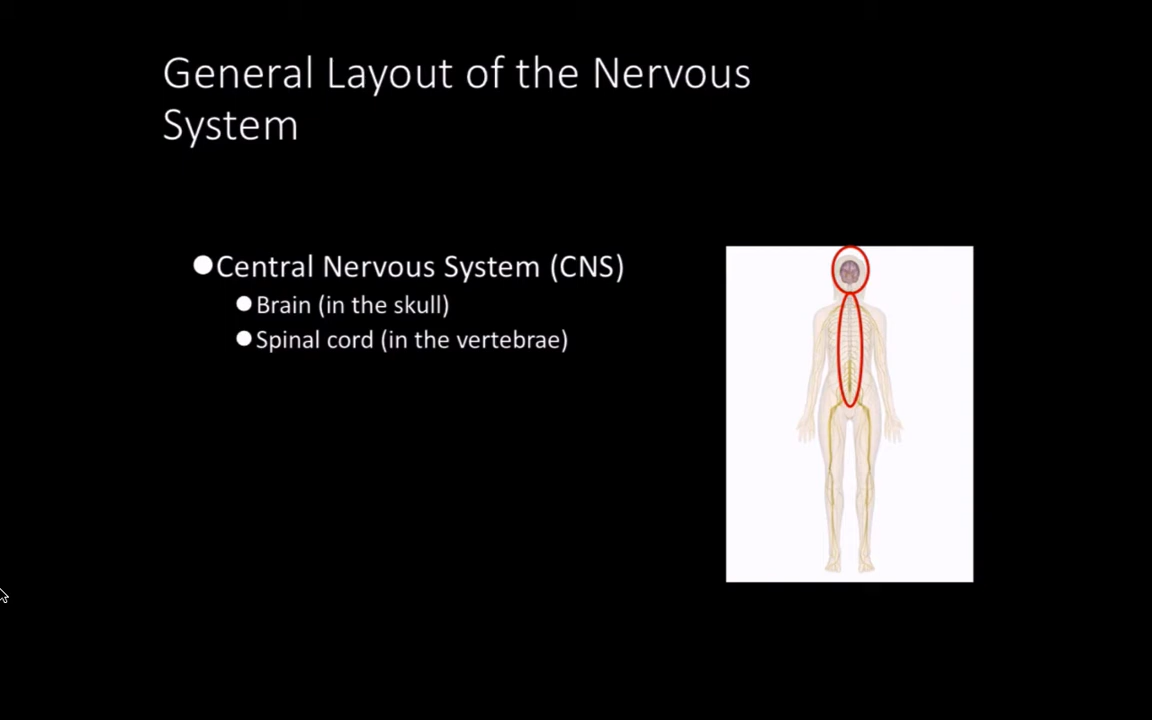 General Layout of the Nervous
System
●Central Nervous System (CNS)
●Brain (in the skull)
●Spinal cord (in the vertebrae)